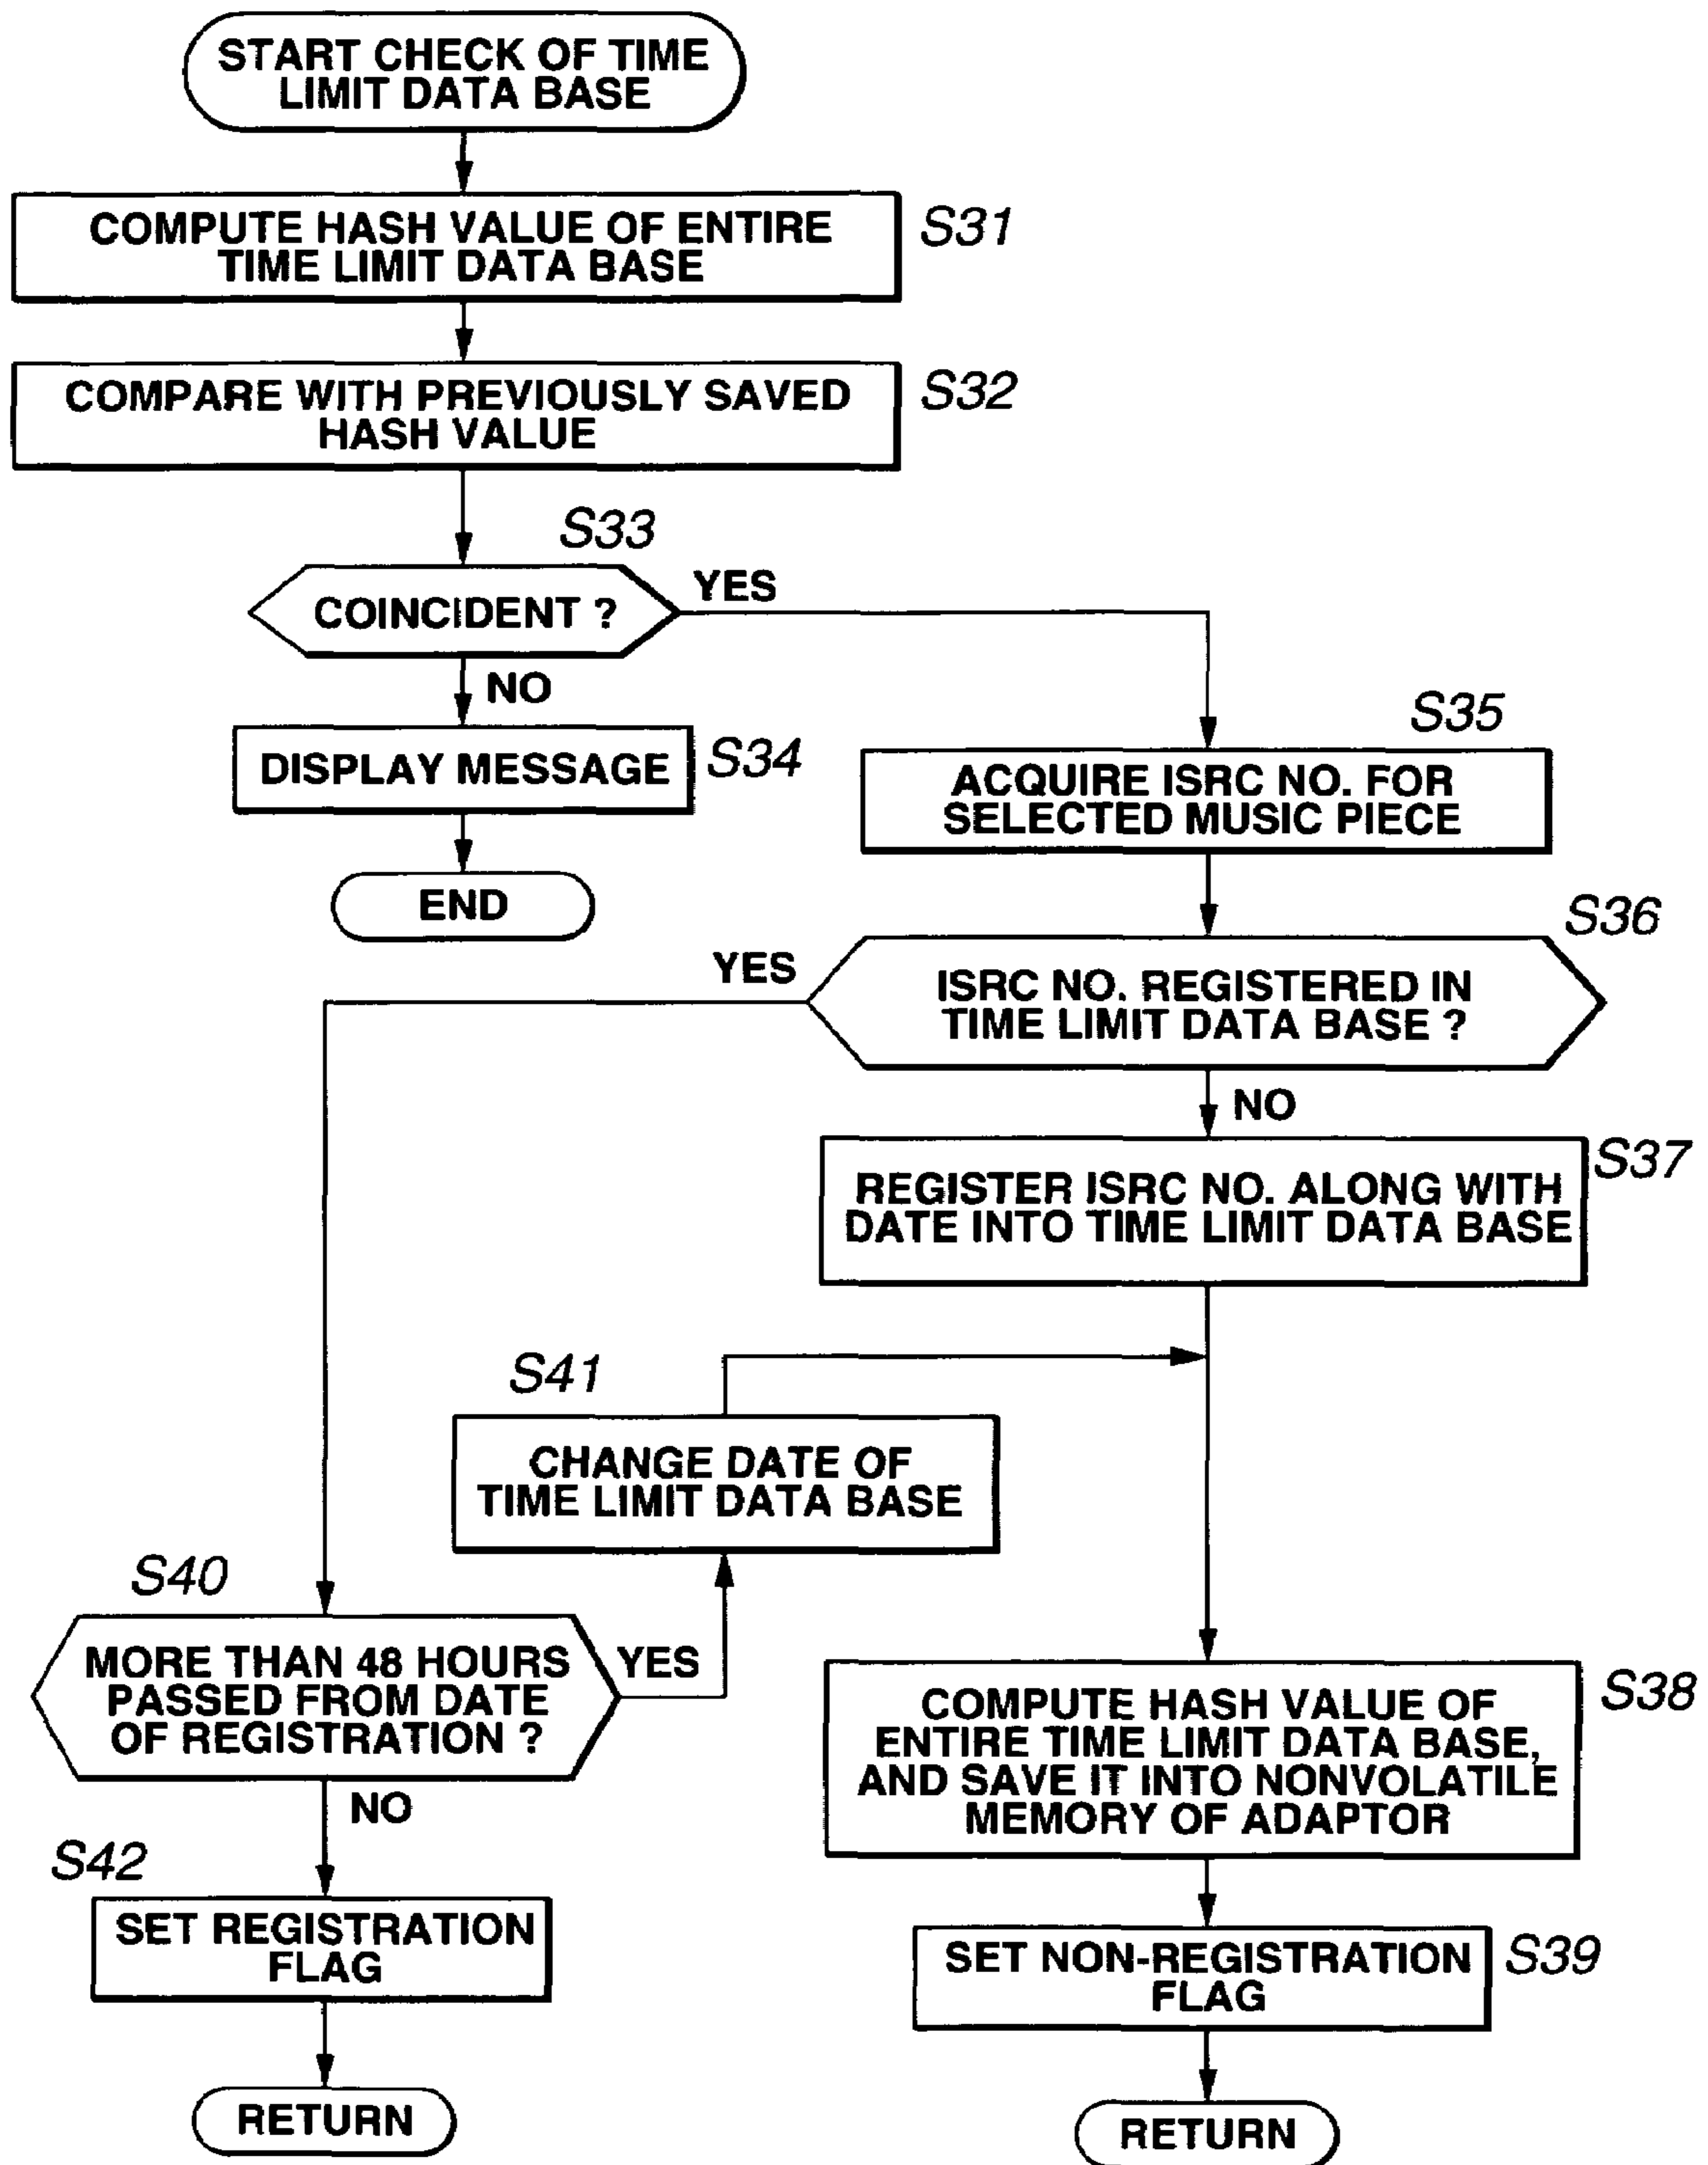 START CHECK OF TIME
LIMIT DATA BASE
COMPUTE HASH VALUE OF ENTIRE
TIME LIMIT DATA BASE
S31
COMPARE WITH PREVIOUSLY SAVED
HASH VALUE
S32
S33
COINCIDENT ?
YES
NO
DISPLAY MESSAGE
S34
END
S35
ACQUIRE ISRC NO. FOR
SELECTED MUSIC PIECE
S36
YES
ISRC NO. REGISTERED IN
TIME LIMIT DATA BASE ?
NO
S37
REGISTER ISRC NO. ALONG WITH
DATE INTO TIME LIMIT DATA BASE
S41
CHANGE DATE OF
TIME LIMIT DATA BASE
S40
MORE THAN 48 HOURS
PASSED FROM DATE
OF REGISTRATION ?
YES
NO
S38
COMPUTE HASH VALUE OF
ENTIRE TIME LIMIT DATA BASE,
AND SAVE IT INTO NONVOLATILE
MEMORY OF ADAPTOR
S42
SET REGISTRATION
FLAG
SET NON-REGISTRATION
FLAG
S39
RETURN
RETURN